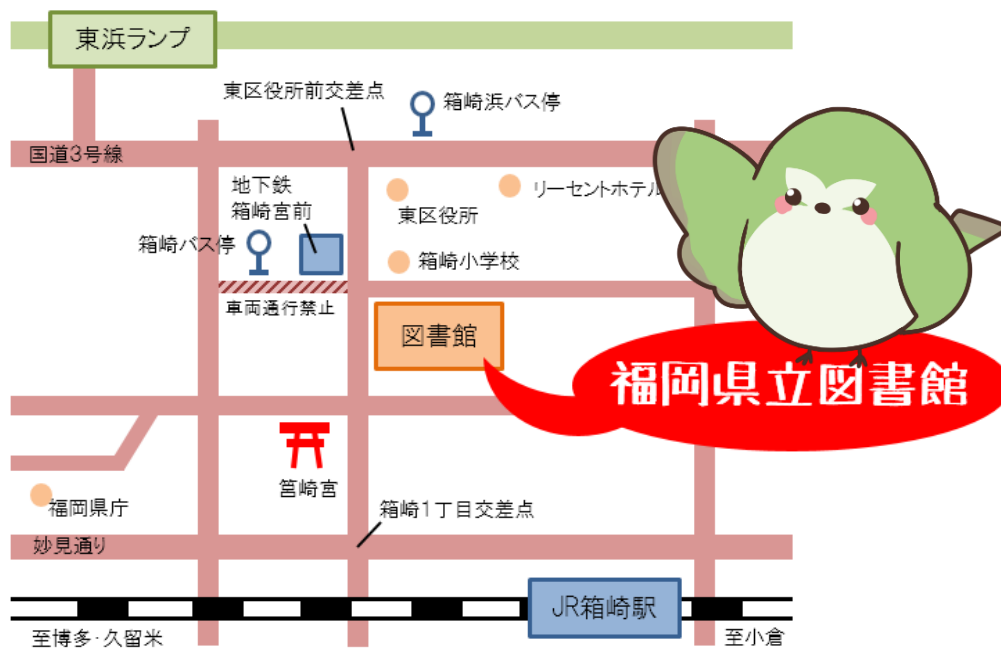 東浜ランプ
東区役所前交差点
箱崎浜バス停
国道3号線
地下鉄
箱崎宮前
リーセントホテル
東区役所
箱崎バス停
箱崎小学校
車両通行禁止
図書館
福岡県立図書館
筥崎宮
福岡県庁
箱崎1丁目交差点
妙見通り
JR箱崎駅
至博多・久留米
至小倉